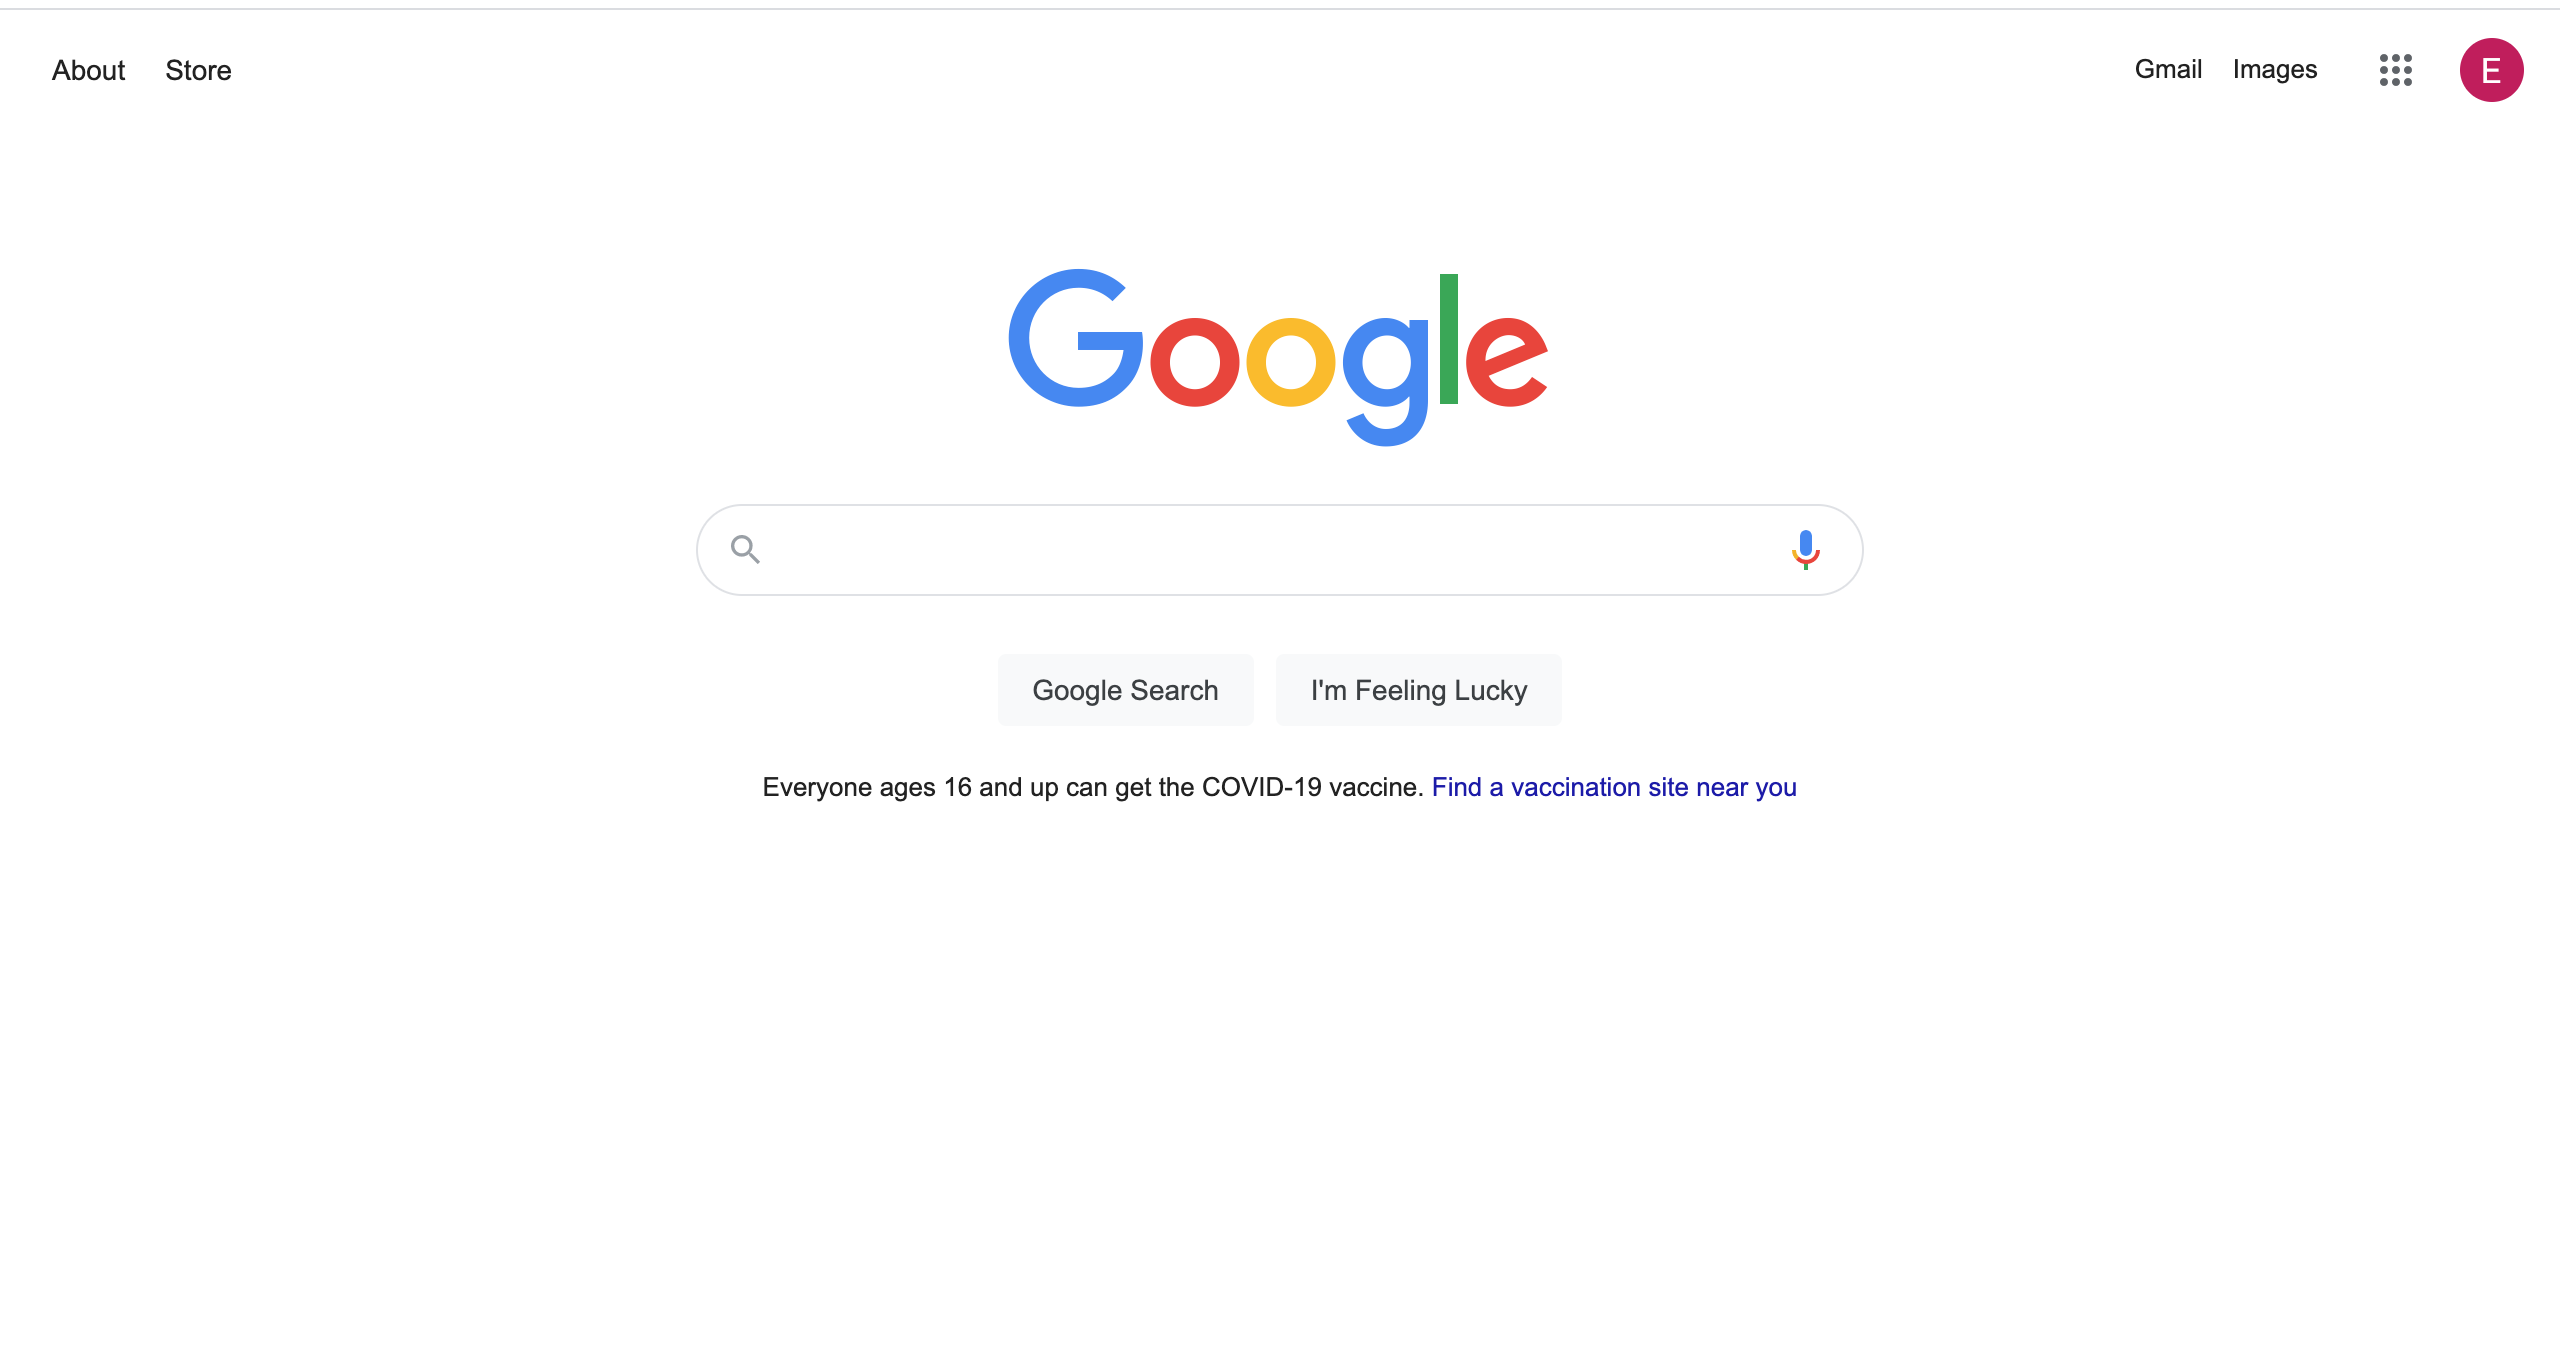 About Store Gmail Images E
Google
Google Search I'm Feeling Lucky
Everyone ages 16 and up can get the COVID-19 vaccine. Find a vaccination site near you